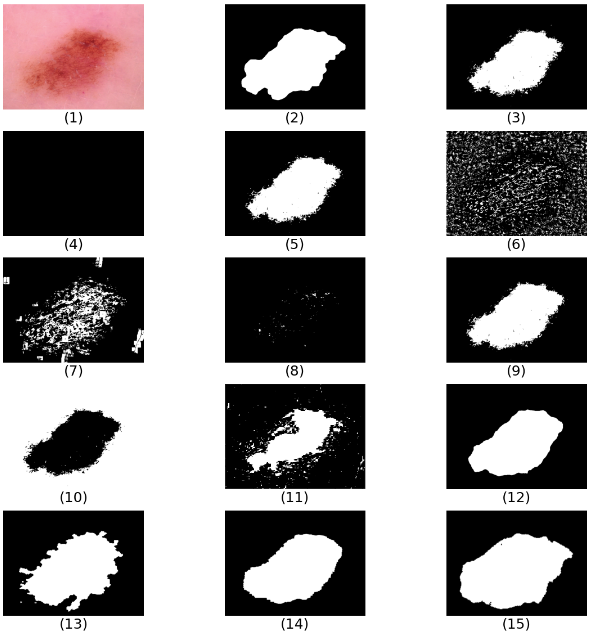 (1) (2) (3)
(4) (5) (6)
(7) (8) (9)
(10) (11) (12)
(13) (14) (15)